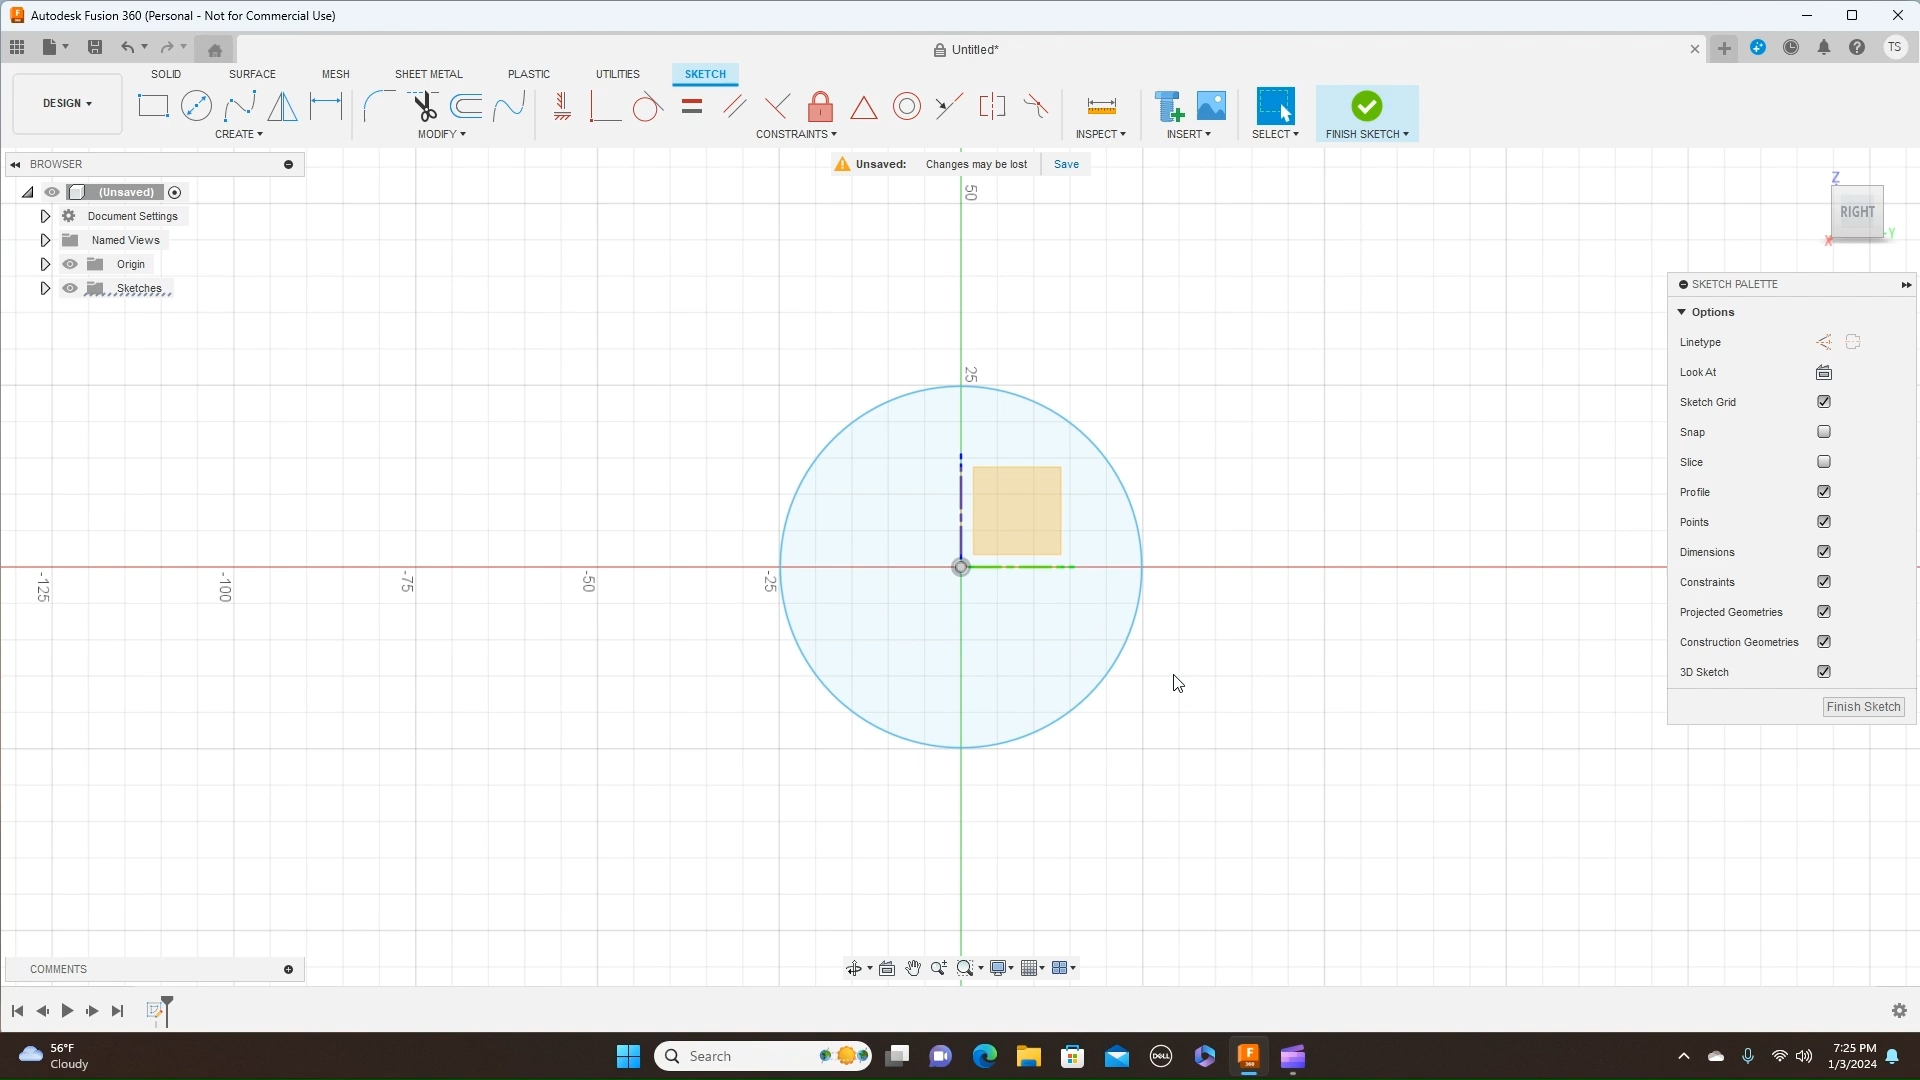 Autodesk Fusion 360 (Personal - Not for Commercial Use)
Untitled*
TS
DESIGN
SOLID SURFACE MESH SHEET METAL PLASTIC UTILITIES SKETCH
CREATE MODIFY CONSTRAINTS INSPECT INSERT SELECT FINISH SKETCH
BROWSER
(Unsaved)
Document Settings
Named Views
Origin
Sketches
Unsaved: Changes may be lost Save
50
25
-125
-100
-75
-50
-25
Z
RIGHT
X
Y
SKETCH PALETTE
Options
Linetype
Look At
Sketch Grid
Snap
Slice
Profile
Points
Dimensions
Constraints
Projected Geometries
Construction Geometries
3D Sketch
Finish Sketch
COMMENTS
56°F
Cloudy
Search
DELL
F
360
7:25 PM
1/3/2024